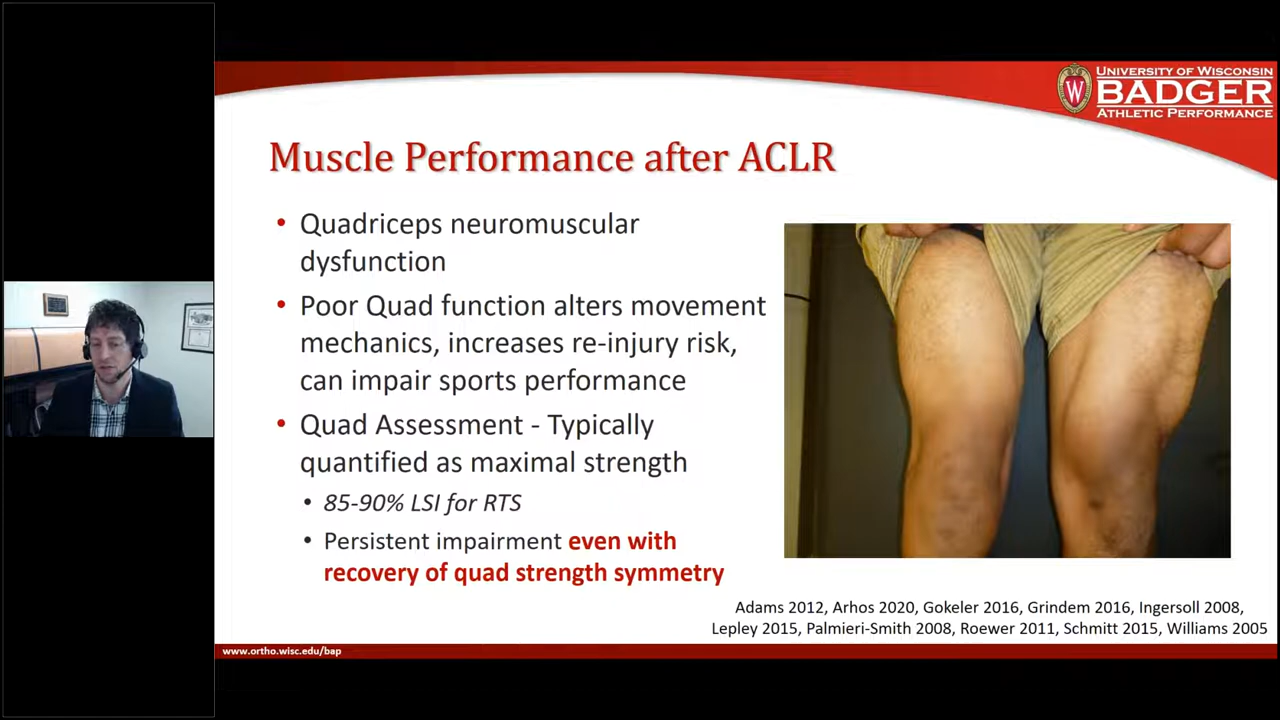 UNIVERSITY OF WISCONSIN
BADGER
ATHLETIC PERFORMANCE
W
Muscle Performance after ACLR
• Quadriceps neuromuscular
dysfunction
• Poor Quad function alters movement
mechanics, increases re-injury risk,
can impair sports performance
• Quad Assessment - Typically
quantified as maximal strength
• 85-90% LSI for RTS
• Persistent impairment even with
recovery of quad strength symmetry
Adams 2012, Arhos 2020, Gokeler 2016, Grindem 2016, Ingersoll 2008,
Lepley 2015, Palmieri-Smith 2008, Roewer 2011, Schmitt 2015, Williams 2005
www.ortho.wisc.edu/bap